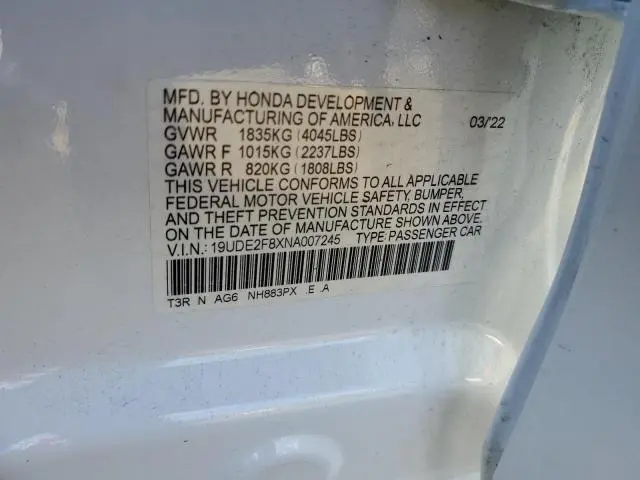 MFD. BY HONDA DEVELOPMENT &
MANUFACTURING OF AMERICA, LLC 03/22
GVWR 1835KG (4045LBS)
GAWR F 1015KG (2237LBS)
GAWR R 820KG (1808LBS)
THIS VEHICLE CONFORMS TO ALL APPLICABLE
FEDERAL MOTOR VEHICLE SAFETY, BUMPER,
AND THEFT PREVENTION STANDARDS IN EFFECT
ON THE DATE OF MANUFACTURE SHOWN ABOVE.
V.I.N.: 19UDE2F8XNA007245 TYPE:PASSENGER CAR
T3R N AG6 NH883PX .E .A